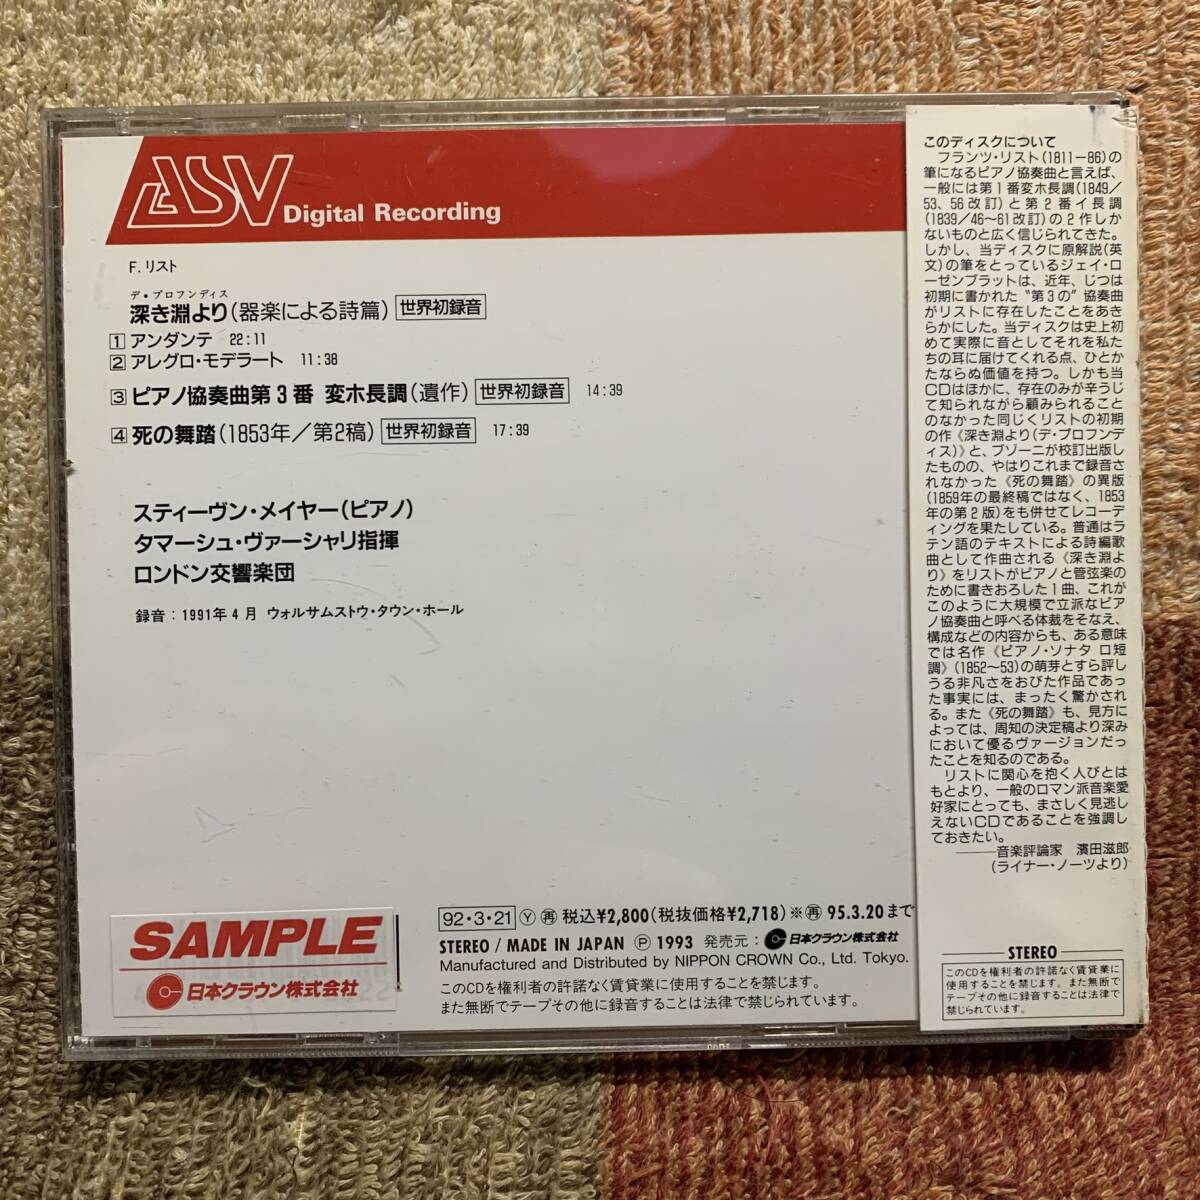 ASV Digital Recording
F. リスト
デ・プロフンディス
深き淵より(器楽による詩篇) 世界初録音
1 アンダンテ 22:11
2 アレグロ・モデラート 11:38
3 ピアノ協奏曲第3番 変ホ長調(遺作) 世界初録音 14:39
4 死の舞踏(1853年/第2稿) 世界初録音 17:39
スティーヴン・メイヤー(ピアノ)
タマーシュ・ヴァーシャリ指揮
ロンドン交響楽団
録音:1991年4月 ウォルサムストウ・タウン・ホール
SAMPLE
日本クラウン株式会社
92・3・21 Ⓨ ㊢ 税込¥2,800(税抜価格¥2,718)※再 95.3.20まで
STEREO / MADE IN JAPAN Ⓟ 1993 発売元: 日本クラウン株式会社
Manufactured and Distributed by NIPPON CROWN Co., Ltd. Tokyo.
このCDを権利者の許諾なく賃貸業に使用することを禁じます。
また無断でテープその他に録音することは法律で禁じられています。
このディスクについて
フランツ・リスト(1811−86)の
筆になるピアノ協奏曲と言えば、
一般には第1番変ホ長調(1849/
53、56改訂)と第2番イ長調
(1839/46〜61改訂)の2作しか
ないものと広く信じられてきた。
しかし、当ディスクに原解説(英
文)の筆をとっているジェイ・ロ
ーゼンブラットは、近年、じつは
初期に書かれた“第3の”協奏曲
がリストに存在したことをあき
らかにした。当ディスクは史上初
めて実際に音としてそれを私た
ちの耳に届けてくれる点、ひとか
たならぬ価値を持つ。しかも当
CDはほかに、存在のみが辛うじ
て知られながら顧みられること
のなかった同じくリストの初期
の作《深き淵より(デ・プロフンデ
ィス)》と、ブゾーニが校訂出版し
たものの、やはりこれまで録音さ
れなかった《死の舞踏》の異版
(1859年の最終稿ではなく、1853
年の第2版)をも併せてレコーデ
ィングを果たしている。普通はラ
テン語のテキストによる詩編歌
曲として作曲される《深き淵よ
り》をリストがピアノと管弦楽の
ために書きおろした1曲、これが
このように大規模で立派なピア
ノ協奏曲と呼べる体裁をそなえ、
構成などの内容からも、ある意味
では名作《ピアノ・ソナタ ロ短
調》(1852〜53)の萌芽とすら評し
うる非凡さをおびた作品であっ
た事実には、まったく驚かされ
る。また《死の舞踏》も、見方に
よっては、周知の決定稿より深み
において優るヴァージョンだっ
たことを知るのである。
リストに関心を抱く人びとは
もとより、一般のロマン派音楽愛
好家にとっても、まさしく見逃し
えないCDであることを強調し
ておきたい。
――音楽評論家 濱田滋郎
(ライナー・ノーツより)
STEREO
このCDを権利者の許諾なく賃貸業に
使用することを禁じます。また無断で
テープその他に録音することは法律で
禁じられています。